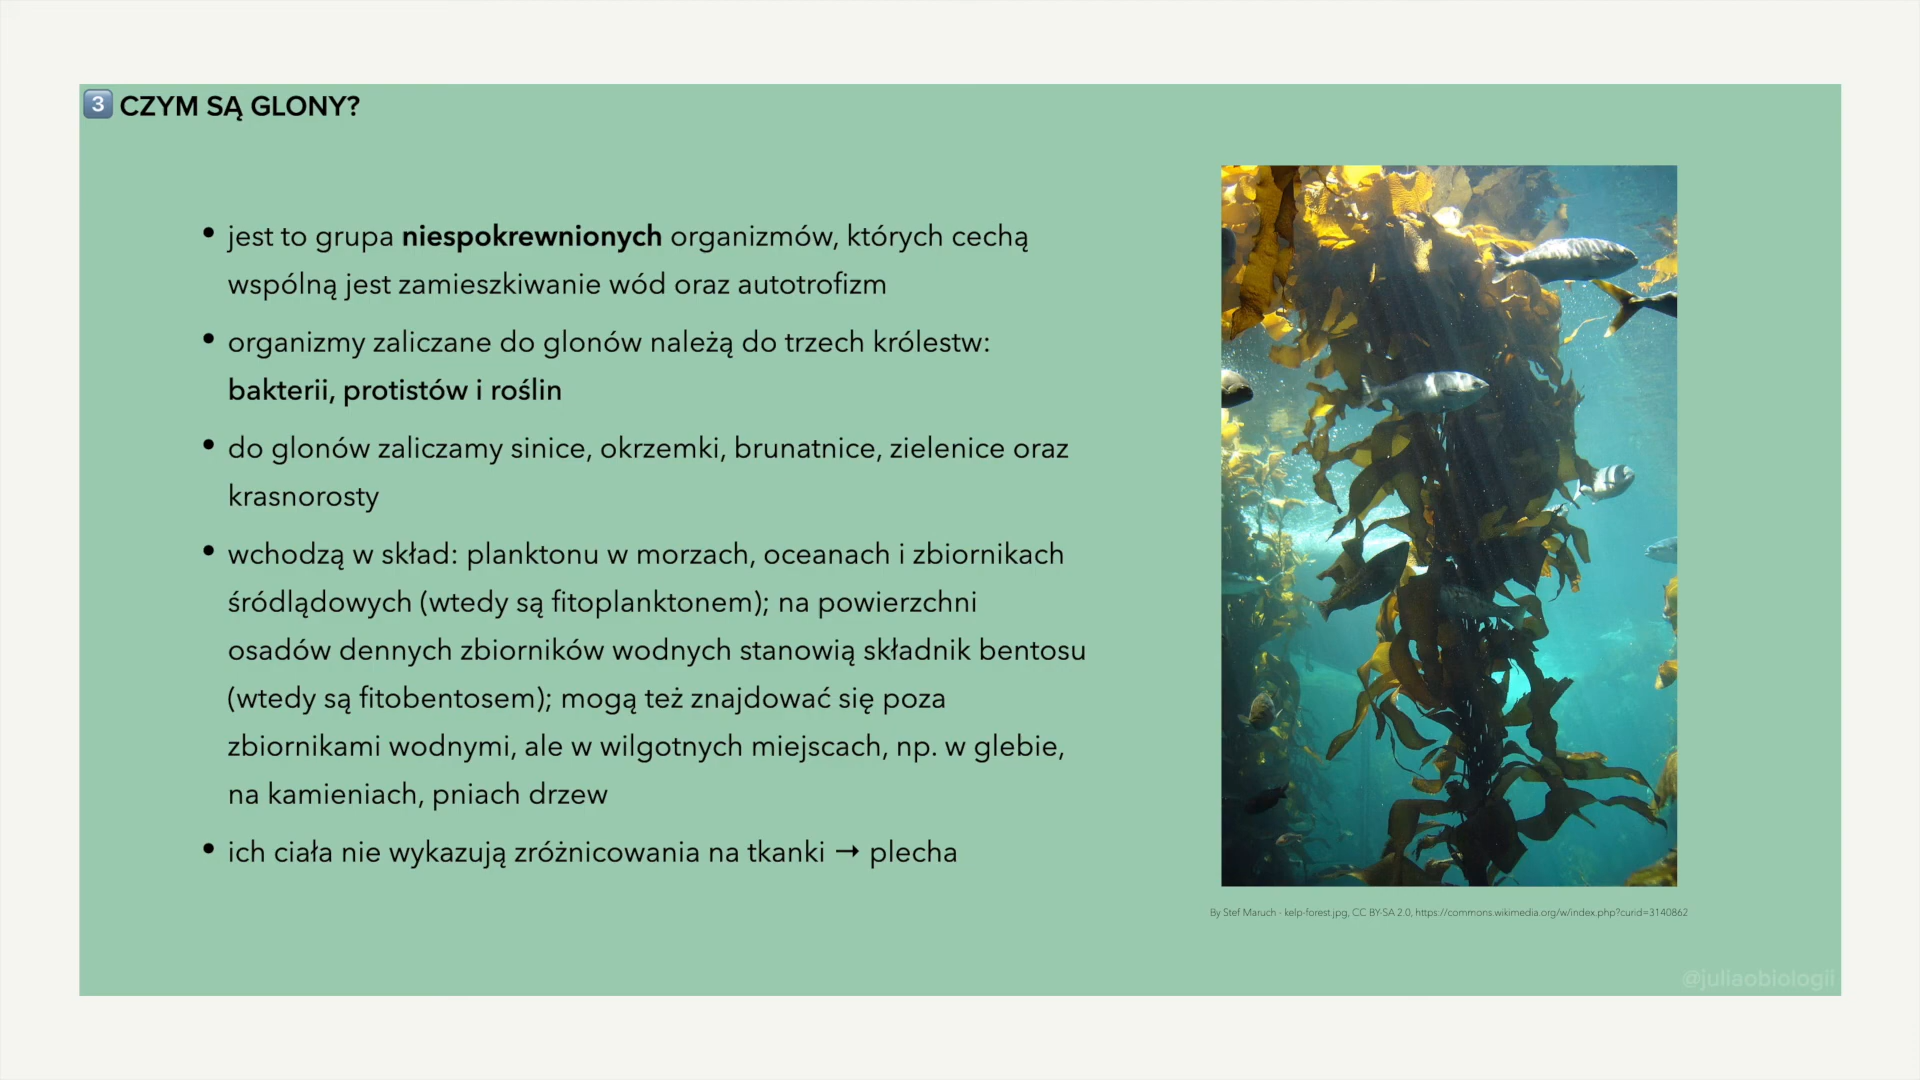 3 CZYM SĄ GLONY?
• jest to grupa niespokrewnionych organizmów, których cechą
wspólną jest zamieszkiwanie wód oraz autotrofizm
• organizmy zaliczane do glonów należą do trzech królestw:
bakterii, protistów i roślin
• do glonów zaliczamy sinice, okrzemki, brunatnice, zielenice oraz
krasnorosty
• wchodzą w skład: planktonu w morzach, oceanach i zbiornikach
śródlądowych (wtedy są fitoplanktonem); na powierzchni
osadów dennych zbiorników wodnych stanowią składnik bentosu
(wtedy są fitobentosem); mogą też znajdować się poza
zbiornikami wodnymi, ale w wilgotnych miejscach, np. w glebie,
na kamieniach, pniach drzew
• ich ciała nie wykazują zróżnicowania na tkanki → plecha
By Stef Maruch - kelp-forest.jpg, CC BY-SA 2.0, https://commons.wikimedia.org/w/index.php?curid=3140862
@juliaobiologii